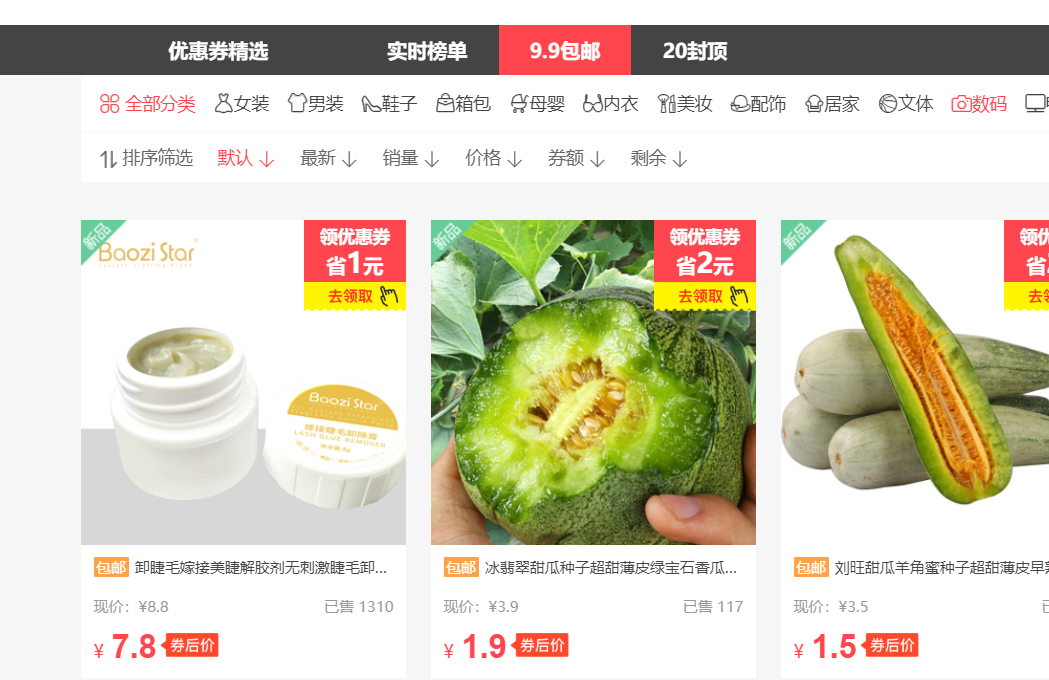 优惠券精选 实时榜单 9.9包邮 20封顶
全部分类 女装 男装 鞋子 箱包 母婴 内衣 美妆 配饰 居家 文体 数码
排序筛选 默认 最新 销量 价格 券额 剩余
新品
Baozi Star
领优惠券
省1元
去领取
Baozi Star
嫁接睫毛卸除膏
LASH GLUE REMOVER
包邮 卸睫毛嫁接美睫解胶剂无刺激睫毛卸...
现价：¥8.8 已售 1310
¥ 7.8 券后价
新品
领优惠券
省2元
去领取
包邮 冰翡翠甜瓜种子超甜薄皮绿宝石香瓜...
现价：¥3.9 已售 117
¥ 1.9 券后价
新品
领优惠
省
去领
包邮 刘旺甜瓜羊角蜜种子超甜薄皮早熟
现价：¥3.5
¥ 1.5 券后价